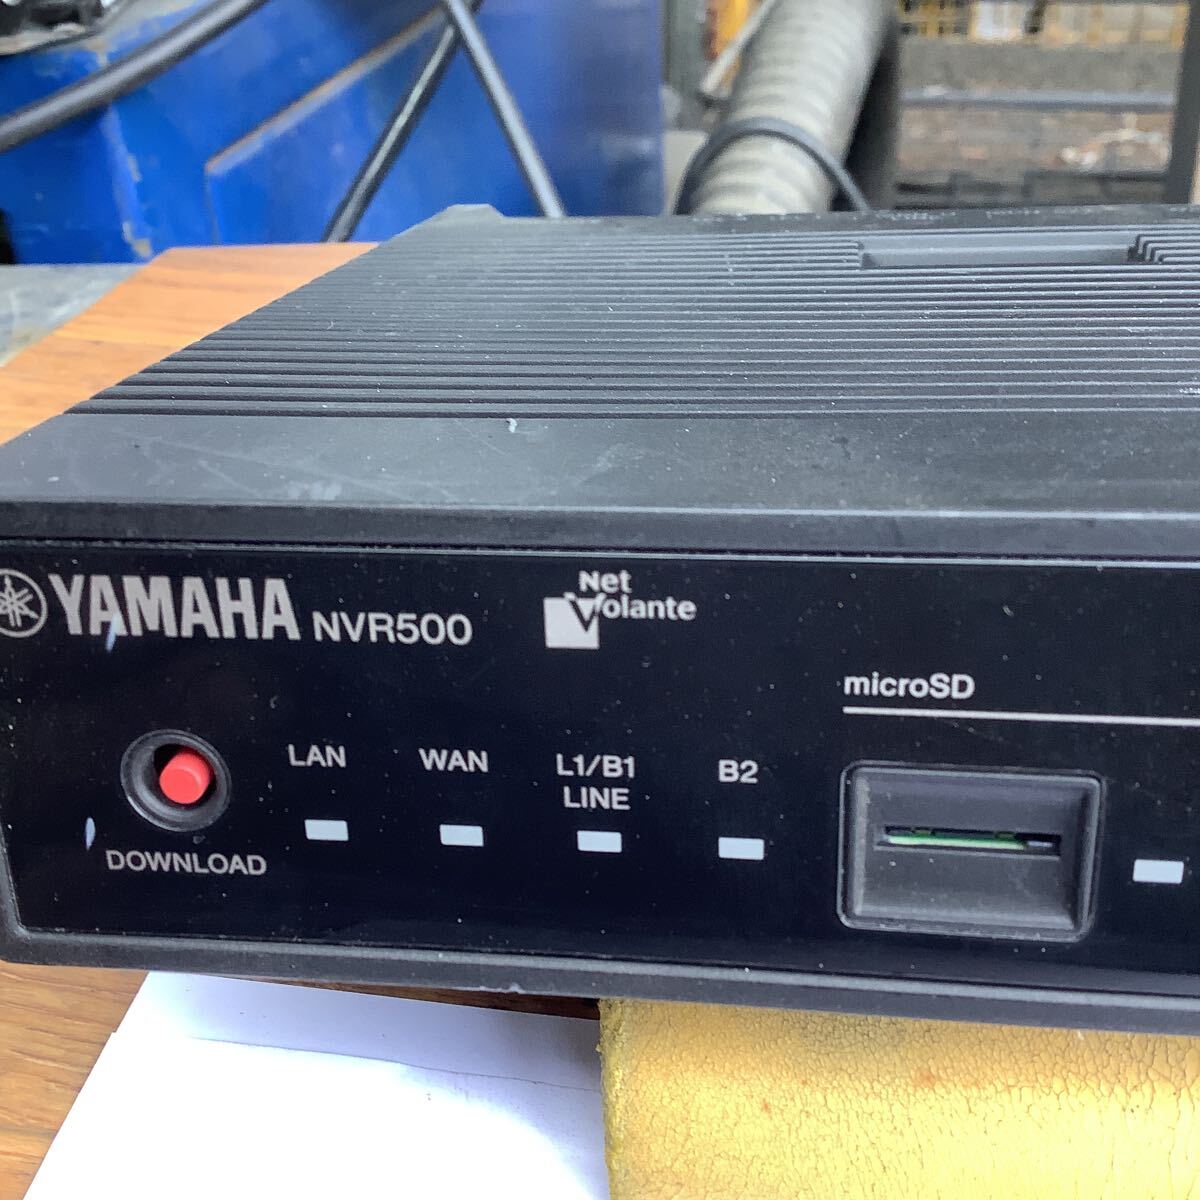 YAMAHA NVR500
Net
Volante
microSD
LAN
WAN
L1/B1
LINE
B2
DOWNLOAD